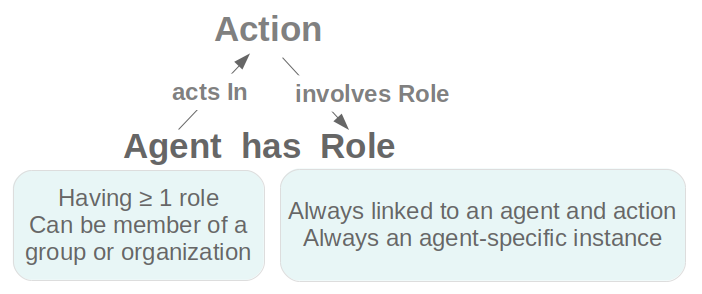 Action
acts In
involves Role
Agent has Role
Having ≥ 1 role
Can be member of a
group or organization
Always linked to an agent and action
Always an agent-specific instance